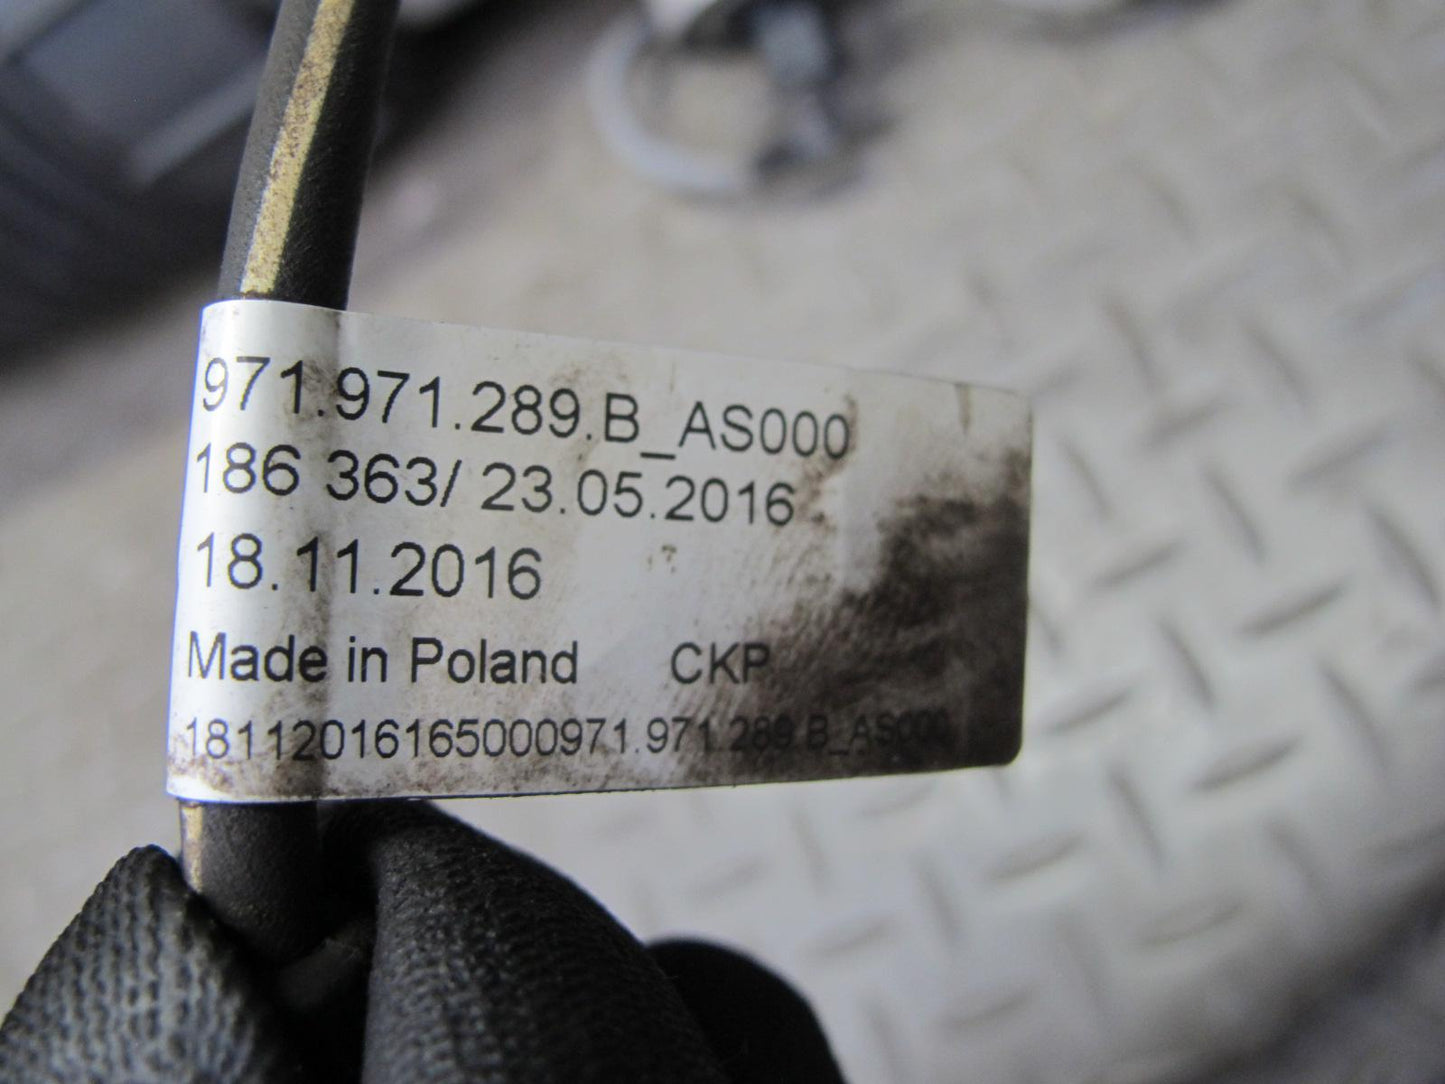 971.971.289.B_AS000
186 363/ 23.05.2016
18.11.2016
Made in Poland CKP
18112016165000971.971.289.B_AS000